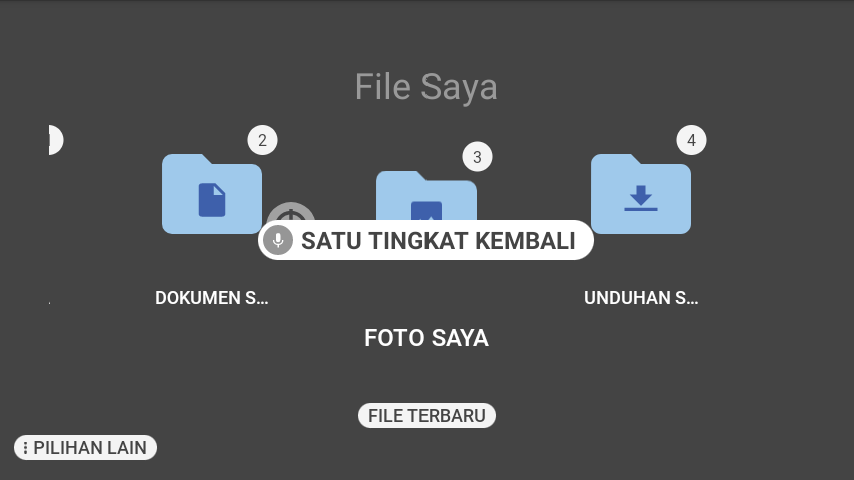 File Saya
2
3
4
SATU TINGKAT KEMBALI
DOKUMEN S...
UNDUHAN S...
FOTO SAYA
FILE TERBARU
PILIHAN LAIN